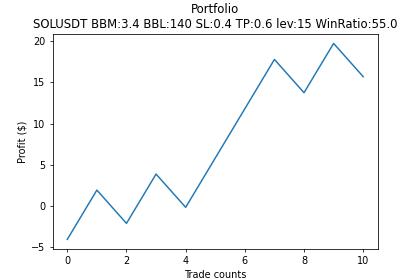 Portfolio
SOLUSDT BBM:3.4 BBL:140 SL:0.4 TP:0.6 lev:15 WinRatio:55.0
20
15
10
5
0
−5
Profit ($)
0 2 4 6 8 10
Trade counts